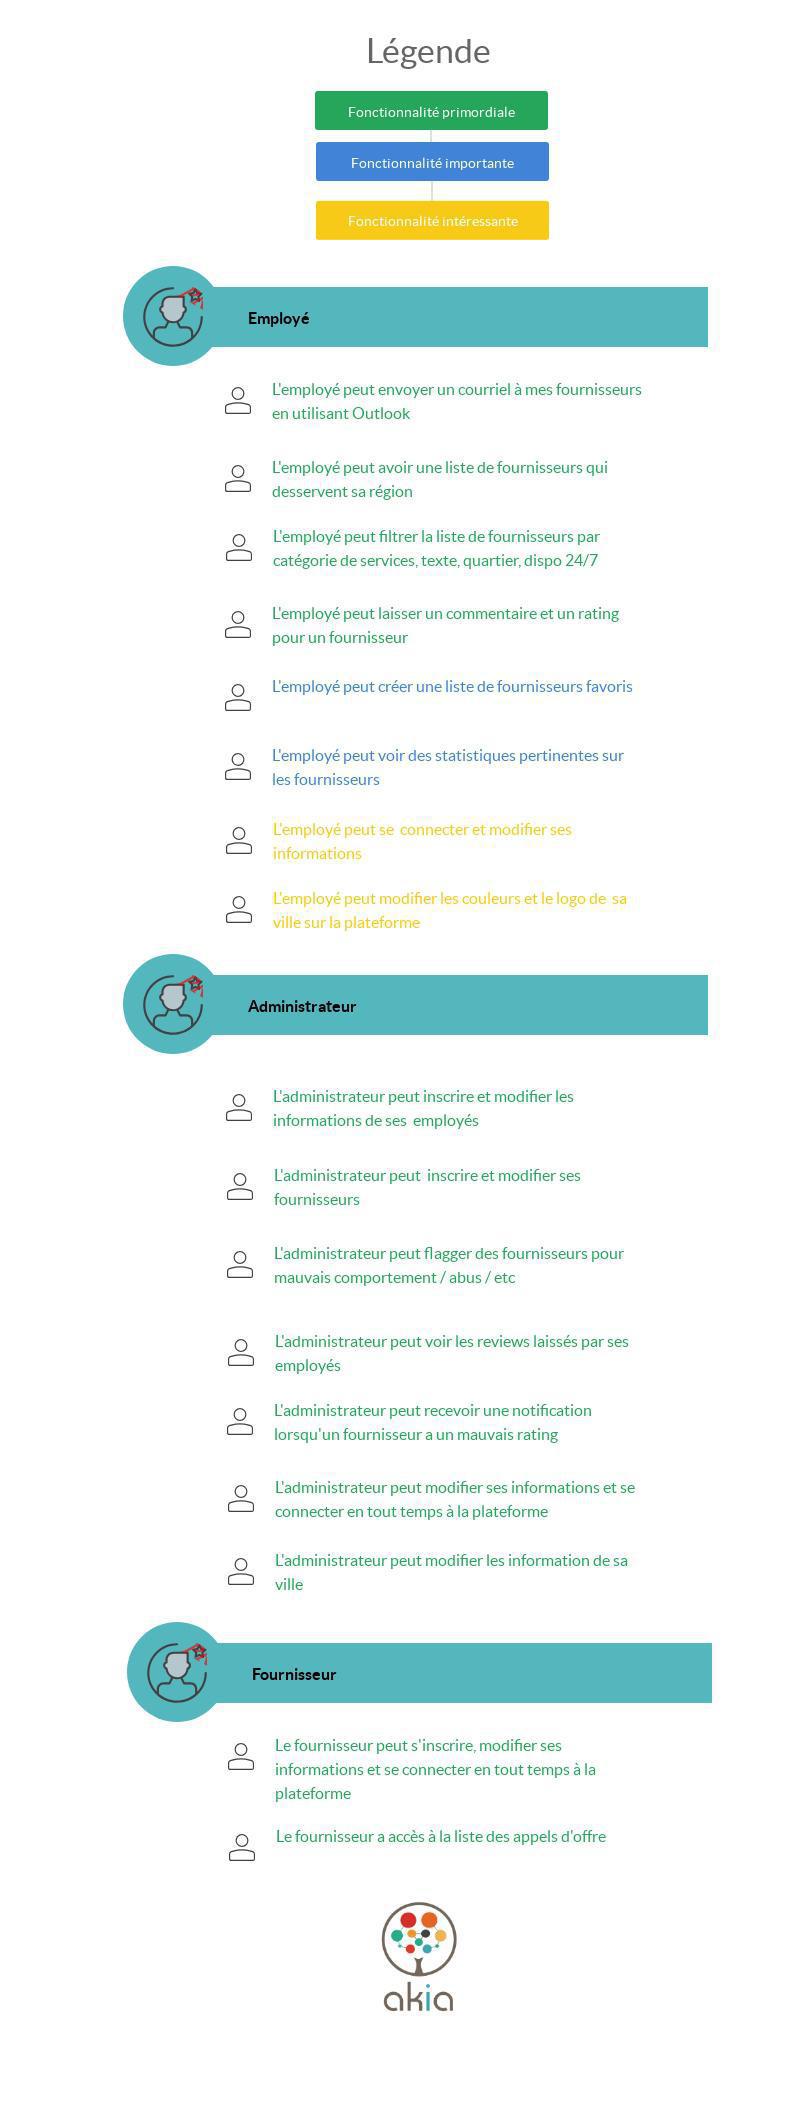 Légende
Fonctionnalité primordiale
Fonctionnalité importante
Fonctionnalité intéressante
Employé
L'employé peut envoyer un courriel à mes fournisseurs
en utilisant Outlook
L'employé peut avoir une liste de fournisseurs qui
desservent sa région
L'employé peut filtrer la liste de fournisseurs par
catégorie de services, texte, quartier, dispo 24/7
L'employé peut laisser un commentaire et un rating
pour un fournisseur
L'employé peut créer une liste de fournisseurs favoris
L'employé peut voir des statistiques pertinentes sur
les fournisseurs
L'employé peut se  connecter et modifier ses
informations
L'employé peut modifier les couleurs et le logo de  sa
ville sur la plateforme
Administrateur
L'administrateur peut inscrire et modifier les
informations de ses  employés
L'administrateur peut  inscrire et modifier ses
fournisseurs
L'administrateur peut flagger des fournisseurs pour
mauvais comportement / abus / etc
L'administrateur peut voir les reviews laissés par ses
employés
L'administrateur peut recevoir une notification
lorsqu'un fournisseur a un mauvais rating
L'administrateur peut modifier ses informations et se
connecter en tout temps à la plateforme
L'administrateur peut modifier les information de sa
ville
Fournisseur
Le fournisseur peut s'inscrire, modifier ses
informations et se connecter en tout temps à la
plateforme
Le fournisseur a accès à la liste des appels d'offre
akia